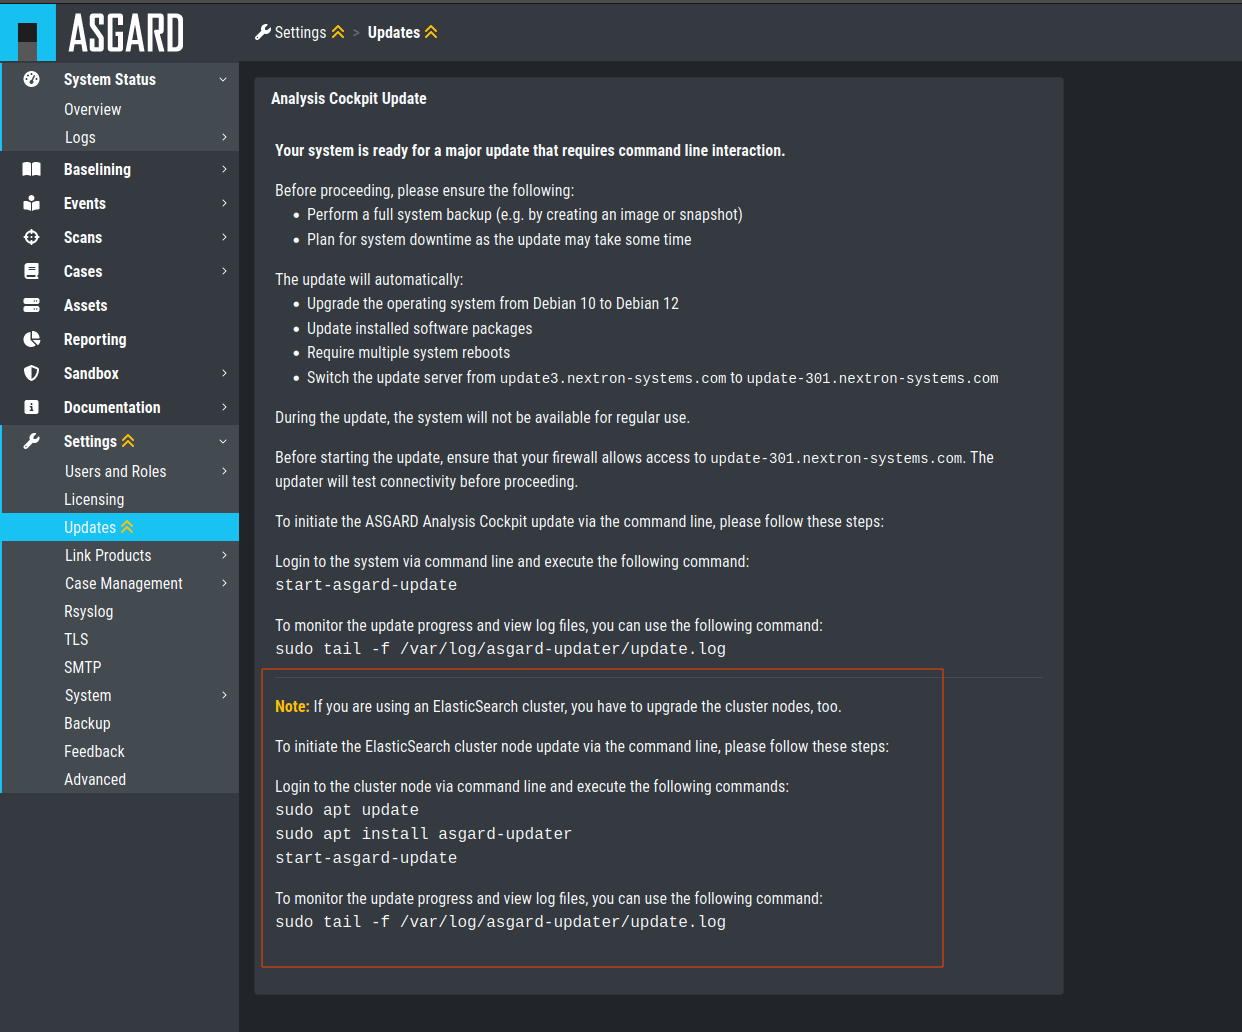 ASGARD
Settings > Updates
System Status
Overview
Logs
Baselining
Events
Scans
Cases
Assets
Reporting
Sandbox
Documentation
Settings
Users and Roles
Licensing
Updates
Link Products
Case Management
Rsyslog
TLS
SMTP
System
Backup
Feedback
Advanced
Analysis Cockpit Update
Your system is ready for a major update that requires command line interaction.
Before proceeding, please ensure the following:
• Perform a full system backup (e.g. by creating an image or snapshot)
• Plan for system downtime as the update may take some time
The update will automatically:
• Upgrade the operating system from Debian 10 to Debian 12
• Update installed software packages
• Require multiple system reboots
• Switch the update server from update3.nextron-systems.com to update-301.nextron-systems.com
During the update, the system will not be available for regular use.
Before starting the update, ensure that your firewall allows access to update-301.nextron-systems.com. The
updater will test connectivity before proceeding.
To initiate the ASGARD Analysis Cockpit update via the command line, please follow these steps:
Login to the system via command line and execute the following command:
start-asgard-update
To monitor the update progress and view log files, you can use the following command:
sudo tail -f /var/log/asgard-updater/update.log
Note: If you are using an ElasticSearch cluster, you have to upgrade the cluster nodes, too.
To initiate the ElasticSearch cluster node update via the command line, please follow these steps:
Login to the cluster node via command line and execute the following commands:
sudo apt update
sudo apt install asgard-updater
start-asgard-update
To monitor the update progress and view log files, you can use the following command:
sudo tail -f /var/log/asgard-updater/update.log